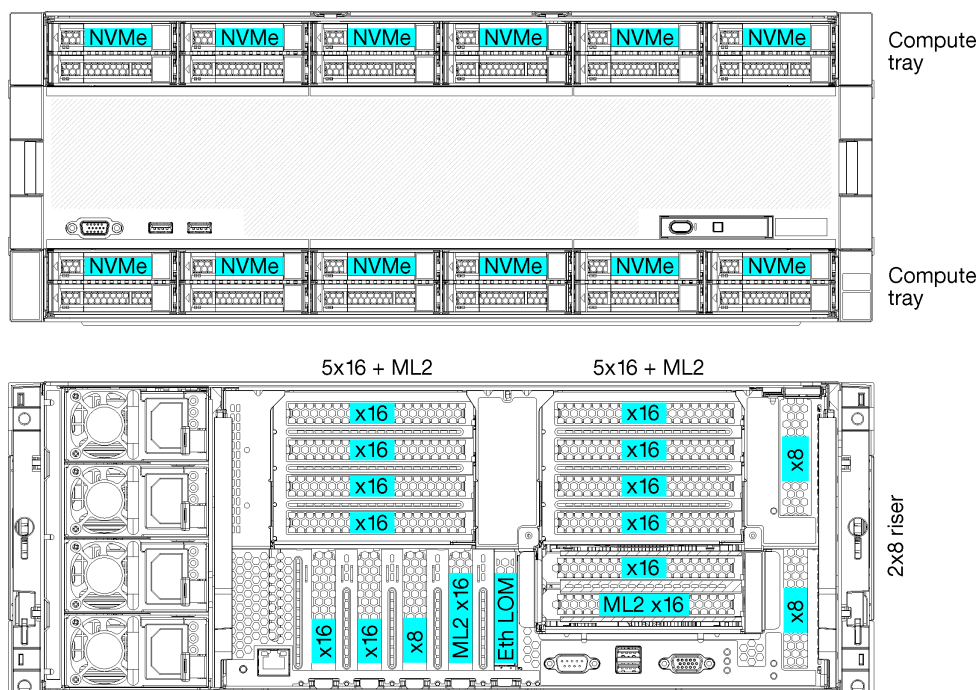 NVMe NVMe NVMe NVMe NVMe NVMe
Compute
tray
NVMe NVMe NVMe NVMe NVMe NVMe
Compute
tray
5x16 + ML2 5x16 + ML2
x16 x16
x16 x16
x16 x16
x16 x16
x8
x16
ML2 x16
x16
x16
x8
ML2 x16
Eth LOM
x8
2x8 riser